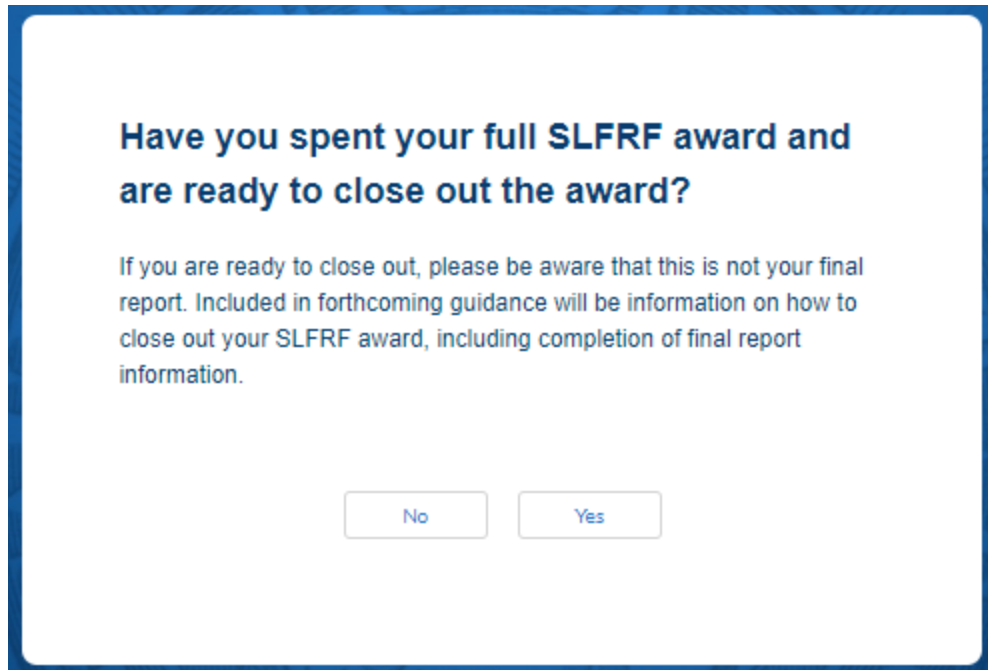 Have you spent your full SLFRF award and
are ready to close out the award?
If you are ready to close out, please be aware that this is not your final
report. Included in forthcoming guidance will be information on how to
close out your SLFRF award, including completion of final report
information.
No Yes